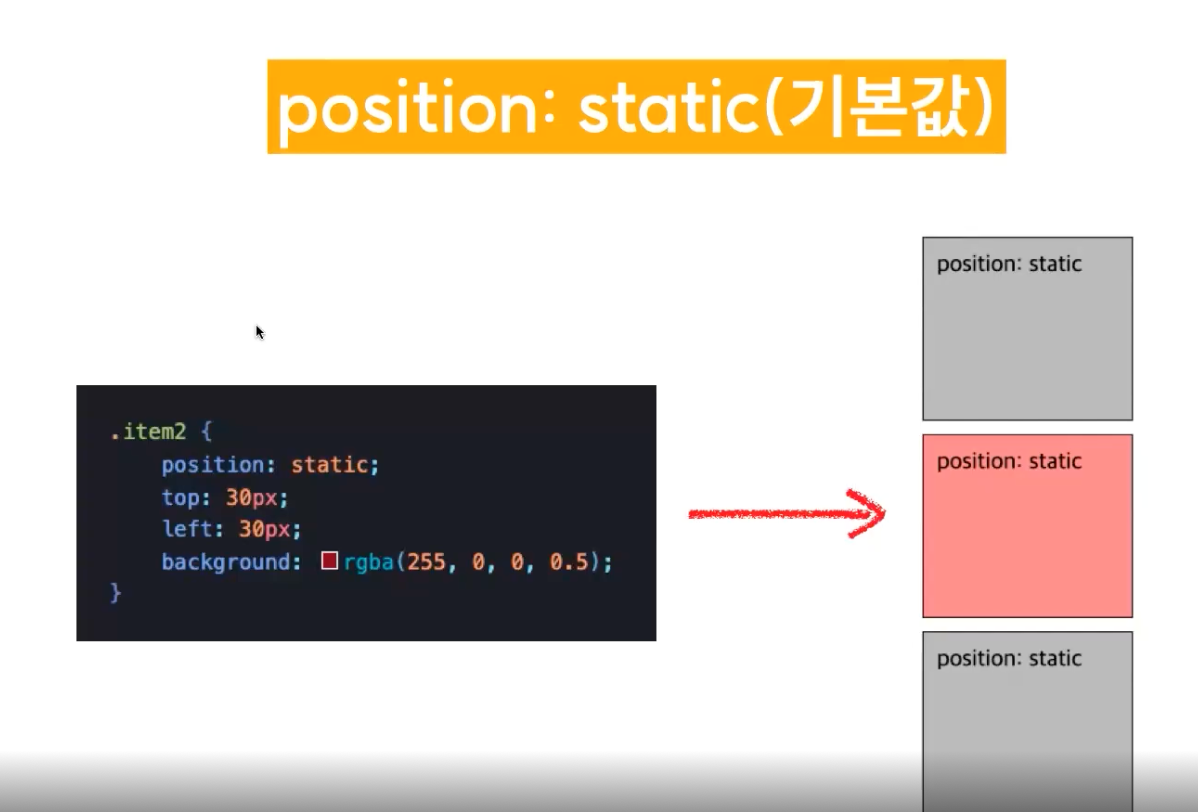 position: static(기본값)
.item2 {
position: static;
top: 30px;
left: 30px;
background: rgba(255, 0, 0, 0.5);
}
position: static
position: static
position: static